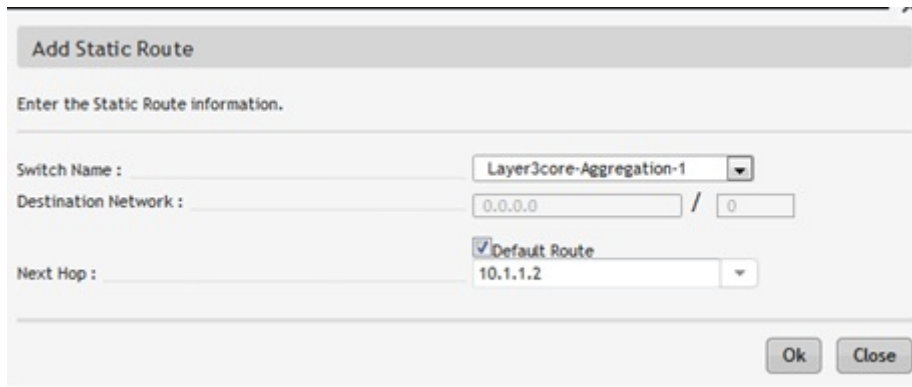 Add Static Route
Enter the Static Route information.
Switch Name : Layer3core-Aggregation-1
Destination Network : 0.0.0.0 / 0
Default Route
Next Hop : 10.1.1.2
Ok Close